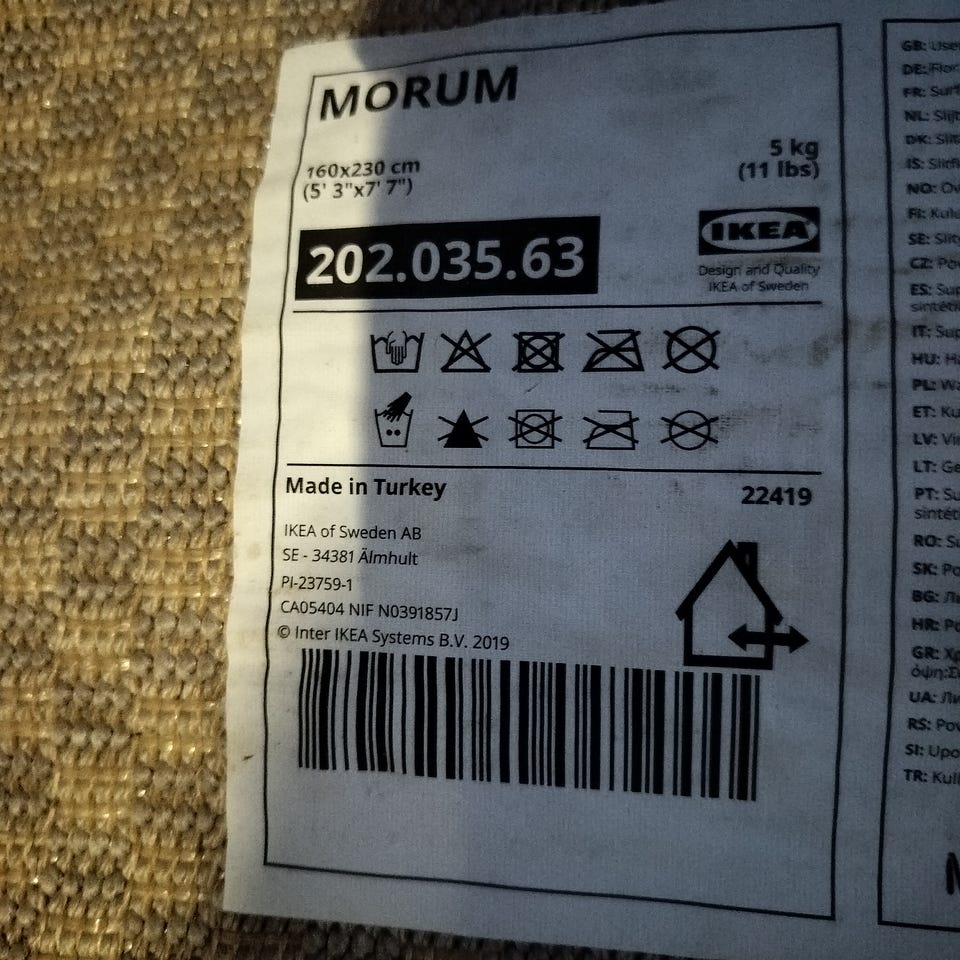 MORUM
160x230 cm
(5' 3"x7' 7")
5 kg
(11 lbs)
202.035.63
IKEA
Design and Quality
IKEA of Sweden
Made in Turkey
22419
IKEA of Sweden AB
SE - 34381 Älmhult
PI-23759-1
CA05404 NIF N0391857J
© Inter IKEA Systems B.V. 2019
GB:
DE:
FR:
NL:
DK:
IS:
NO:
FI:
SE:
CZ:
ES:
IT:
HU:
PL:
ET:
LV:
LT:
PT:
RO:
SK:
BG:
HR:
GR:
UA:
RS:
SI:
TR: